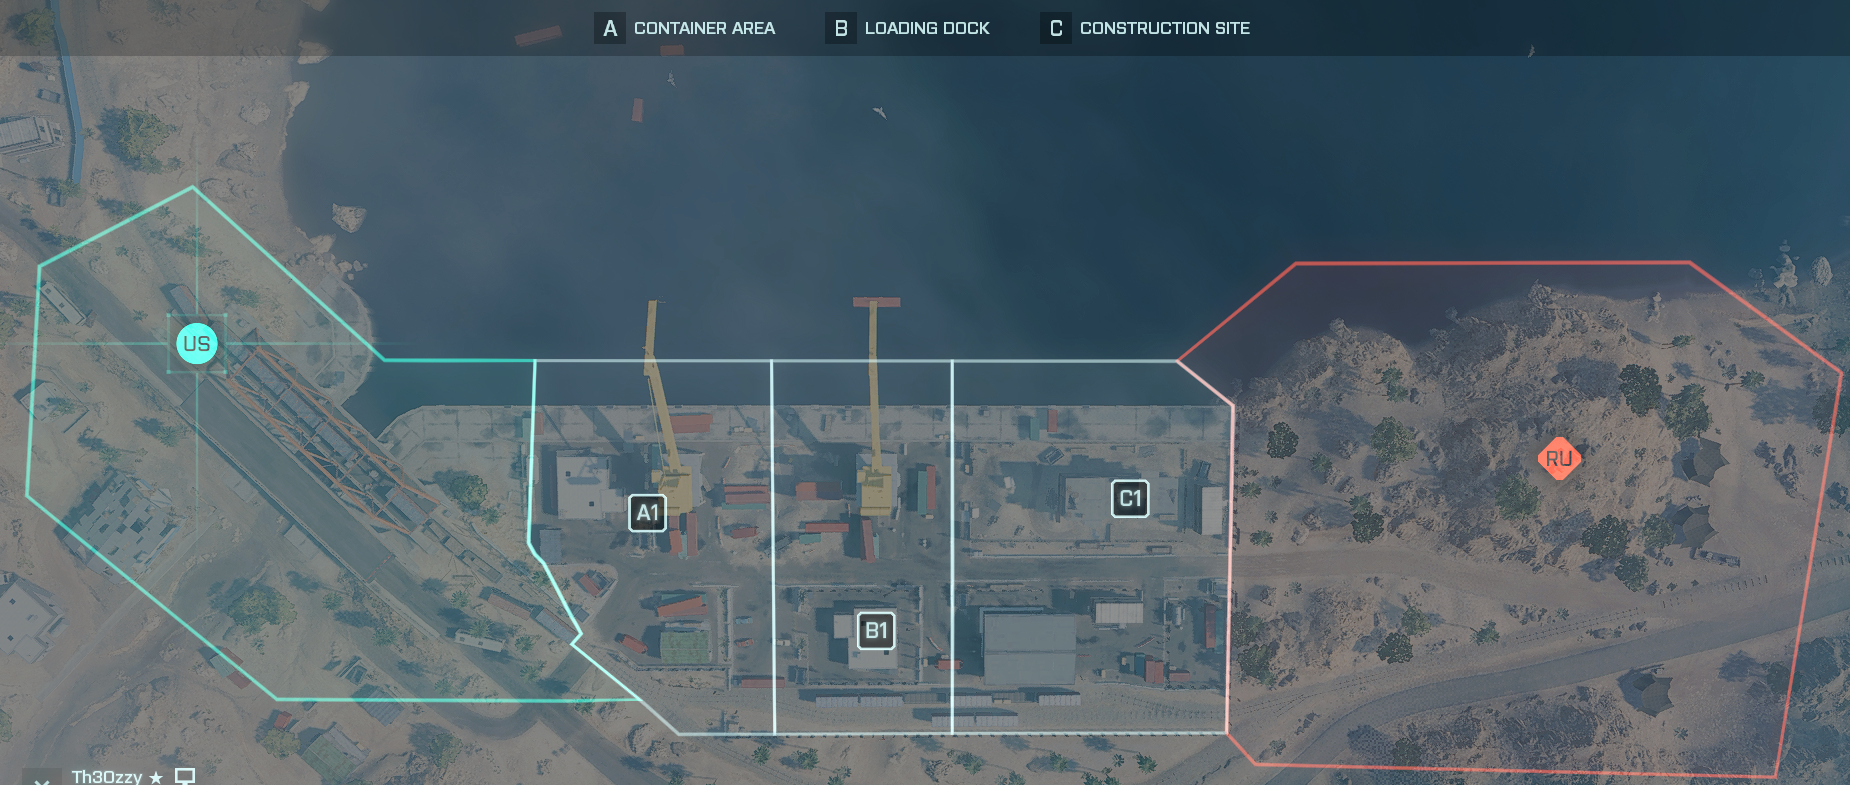 A CONTAINER AREA B LOADING DOCK C CONSTRUCTION SITE
US
RU
A1
C1
B1
Th3Ozzy ★